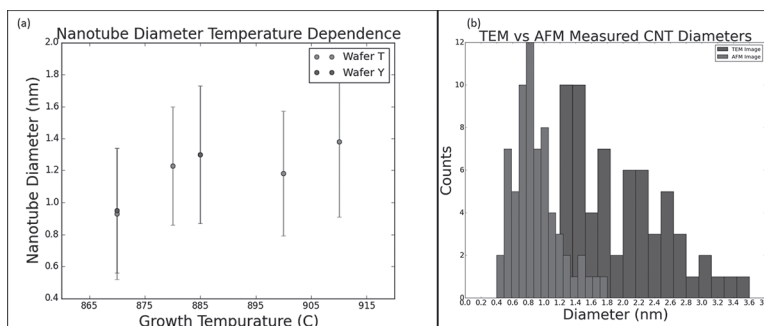 (a)
Nanotube Diameter Temperature Dependence
Wafer T
Wafer Y
2.0
1.8
1.6
1.4
1.2
1.0
0.8
0.6
0.4
Nanotube Diameter (nm)
865 875 885 895 905 915
Growth Tempurature (C)
(b)
TEM vs AFM Measured CNT Diameters
TEM Image
AFM Image
12
10
8
6
4
2
0
Counts
0.0 0.2 0.4 0.6 0.8 1.0 1.2 1.4 1.6 1.8 2.0 2.2 2.4 2.6 2.8 3.0 3.2 3.4 3.6 3.8
Diameter (nm)